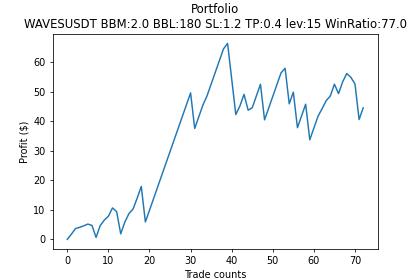 Portfolio
WAVESUSDT BBM:2.0 BBL:180 SL:1.2 TP:0.4 lev:15 WinRatio:77.0
60
50
40
30
20
10
0
Profit ($)
0 10 20 30 40 50 60 70
Trade counts